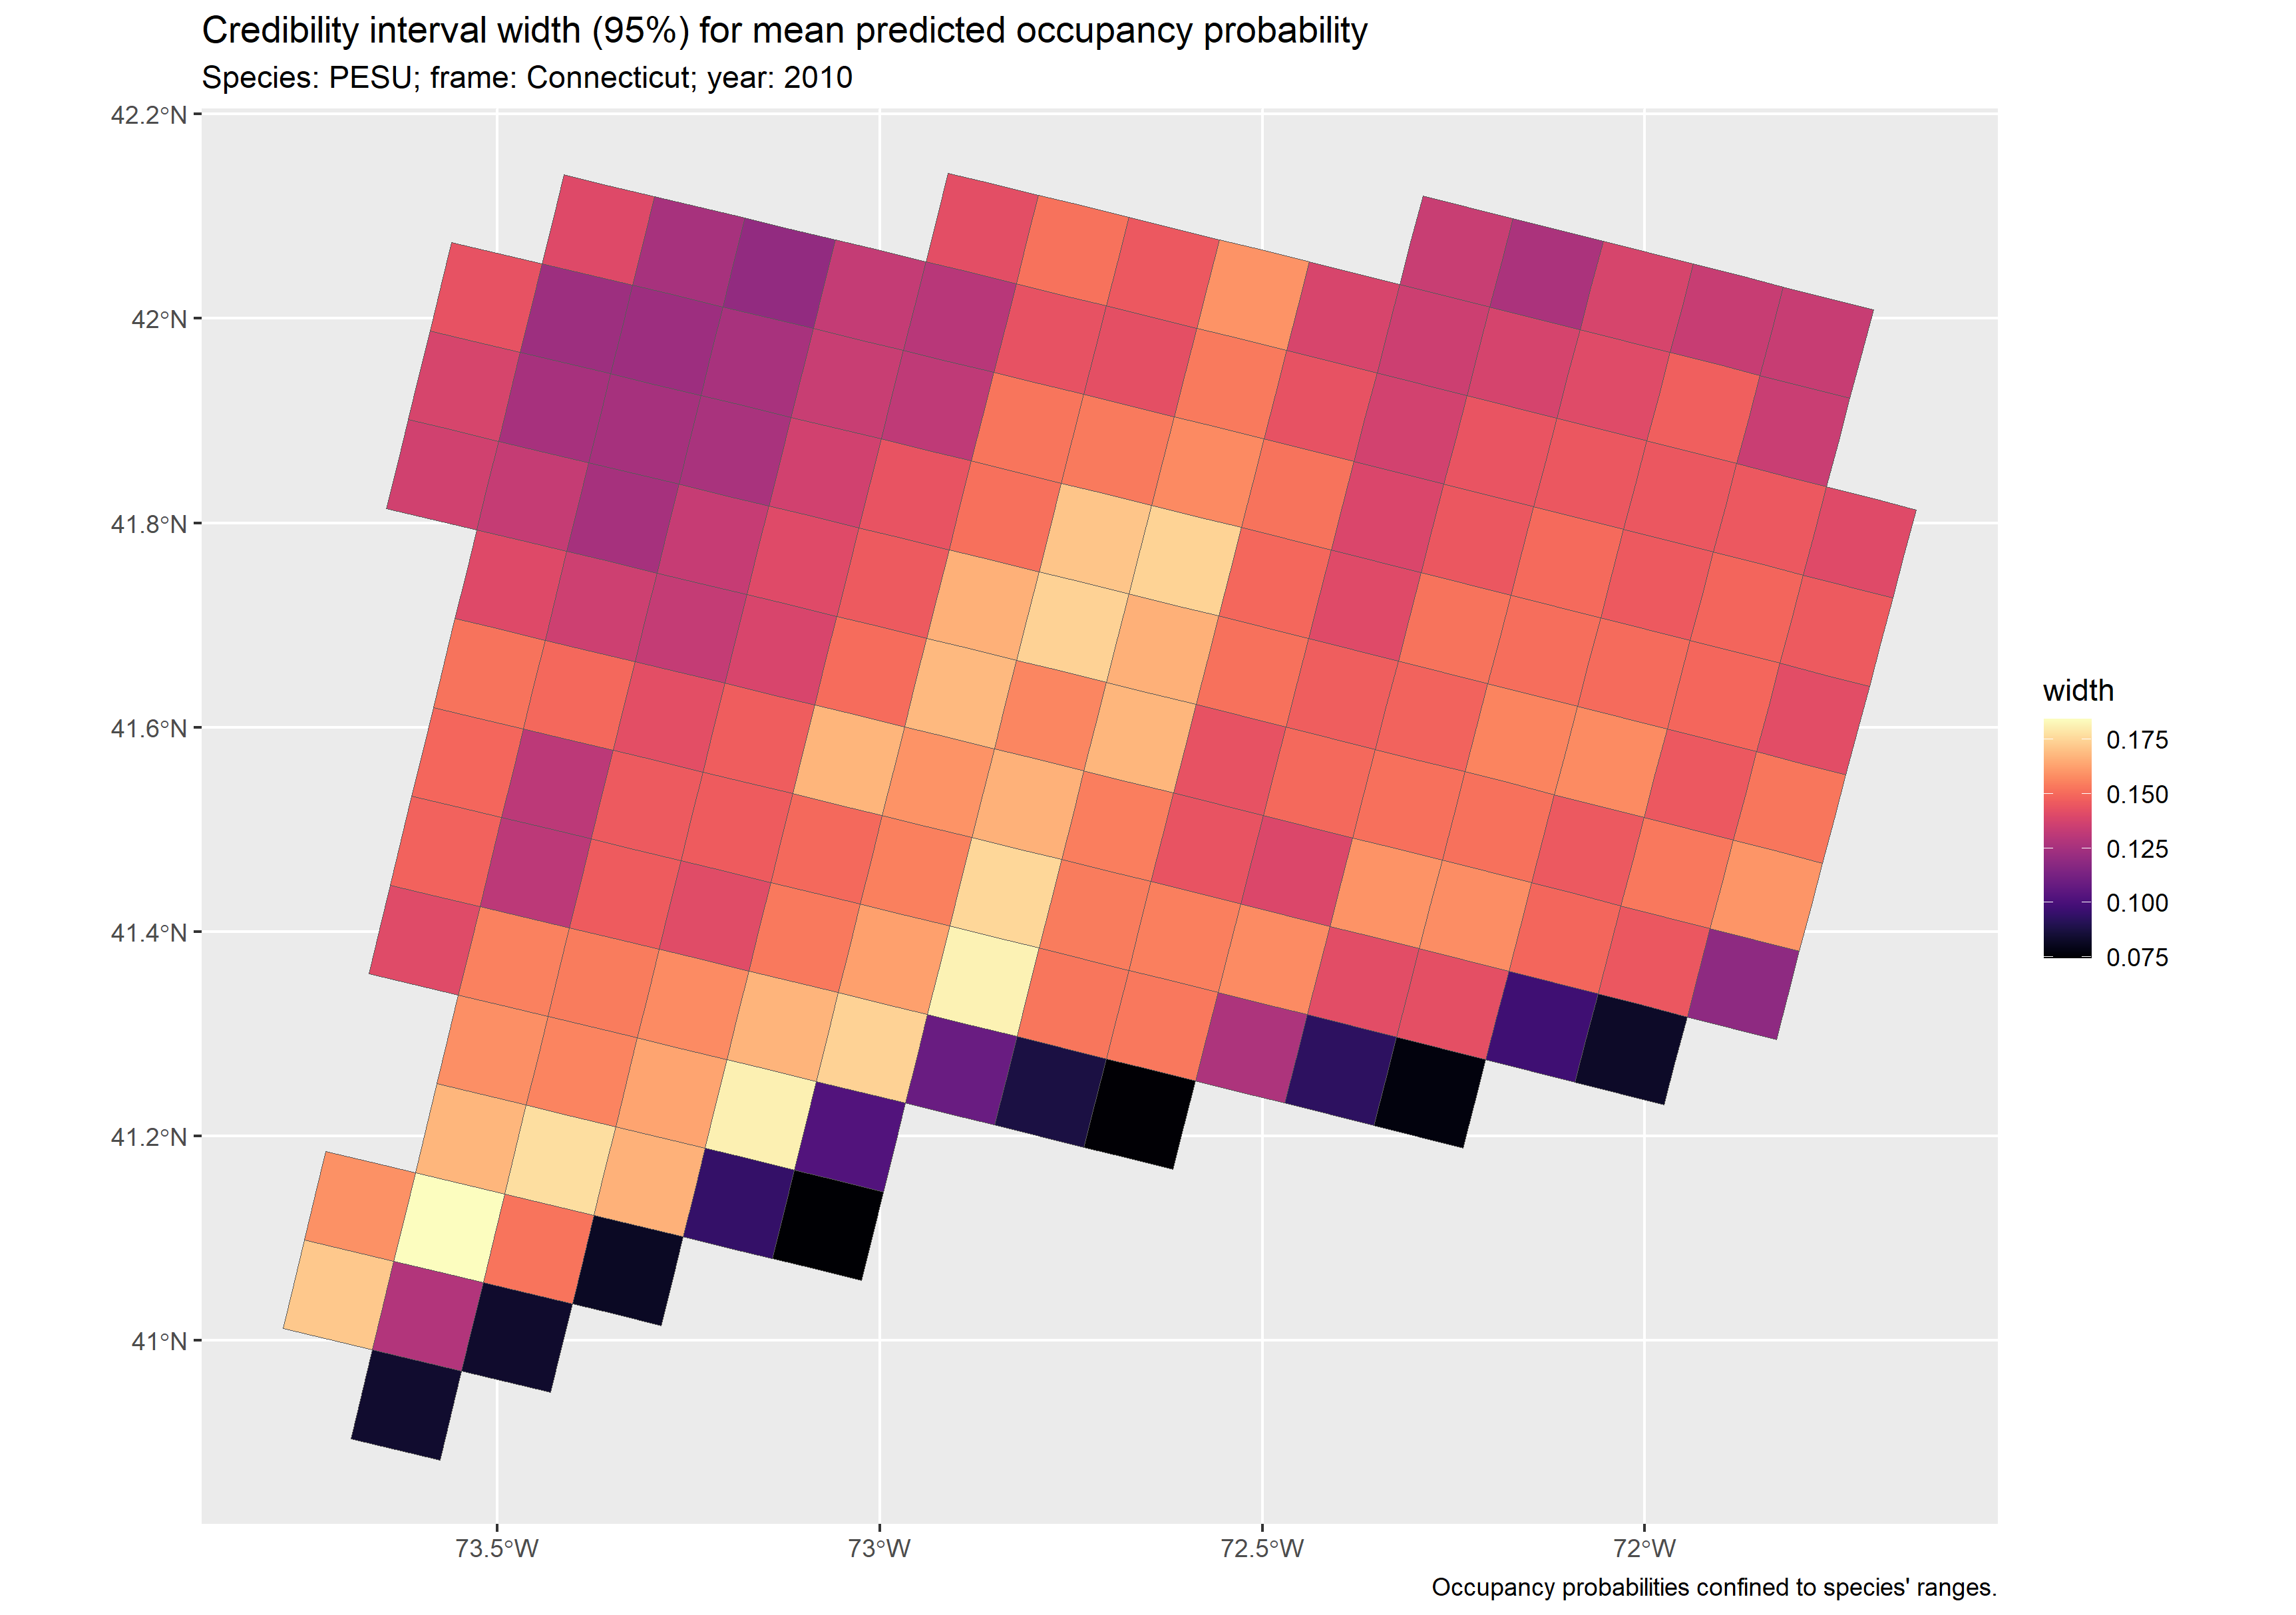 Credibility interval width (95%) for mean predicted occupancy probability
Species: PESU; frame: Connecticut; year: 2010
42.2°N
42°N
41.8°N
41.6°N
41.4°N
41.2°N
41°N
73.5°W
73°W
72.5°W
72°W
width
0.175
0.150
0.125
0.100
0.075
Occupancy probabilities confined to species' ranges.